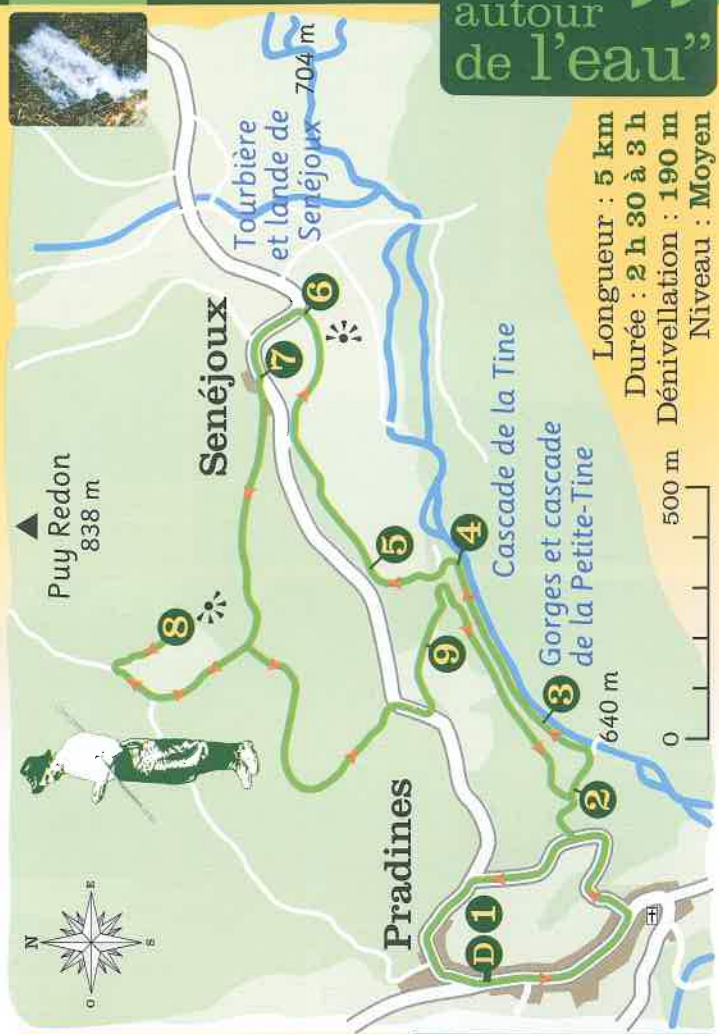 autour
de l'eau”
Longueur : 5 km
Durée : 2 h 30 à 3 h
Dénivellation : 190 m
Niveau : Moyen
N
O
E
S
Puy Redon
838 m
Senéjoux
Tourbière
et lande de
Senéjoux
704 m
Cascade de la Tine
Gorges et cascade
de la Petite-Tine
640 m
Pradines
D 1
2
3
4
5
6
7
8
9
0
500 m